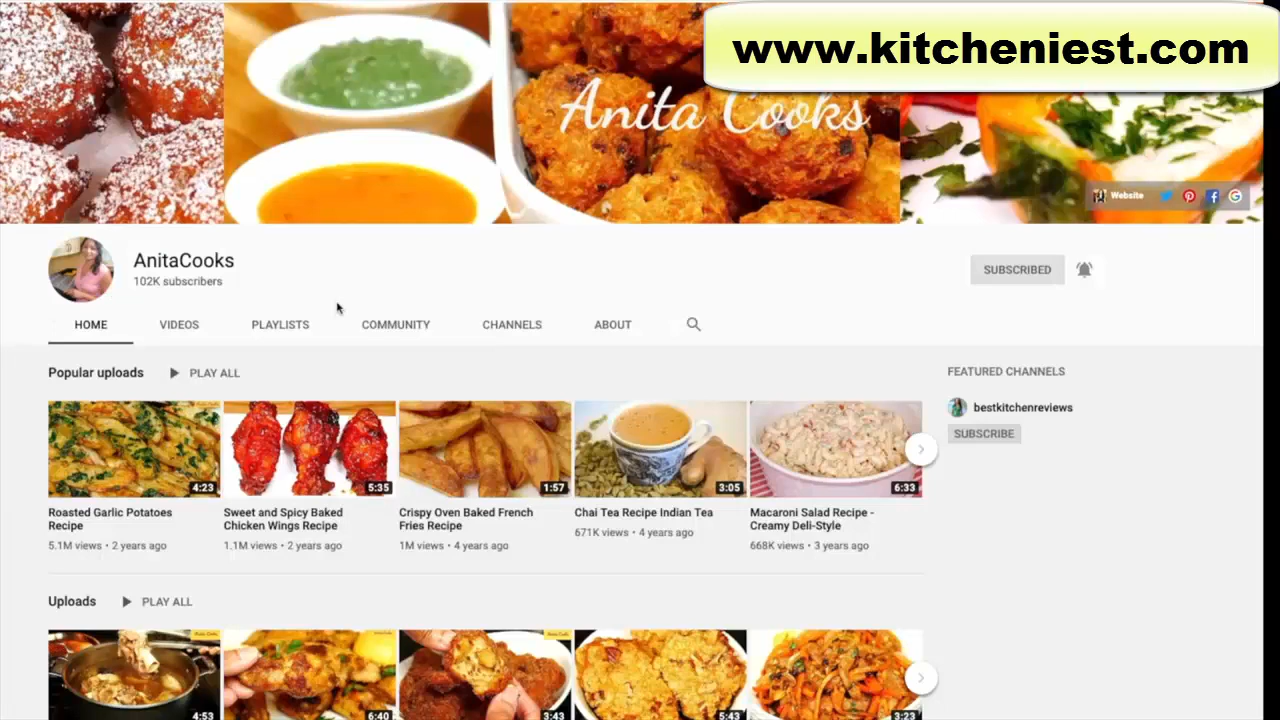 www.kitcheniest.com
Anita Cooks
Website
AnitaCooks
102K subscribers
SUBSCRIBED
HOME VIDEOS PLAYLISTS COMMUNITY CHANNELS ABOUT
Popular uploads PLAY ALL
FEATURED CHANNELS
bestkitchenreviews
SUBSCRIBE
4:23
5:35
1:57
3:05
6:33
Roasted Garlic Potatoes
Recipe
5.1M views • 2 years ago
Sweet and Spicy Baked
Chicken Wings Recipe
1.1M views • 2 years ago
Crispy Oven Baked French
Fries Recipe
1M views • 4 years ago
Chai Tea Recipe Indian Tea
671K views • 4 years ago
Macaroni Salad Recipe -
Creamy Deli-Style
668K views • 3 years ago
Uploads PLAY ALL
4:53
6:40
3:43
5:43
3:23